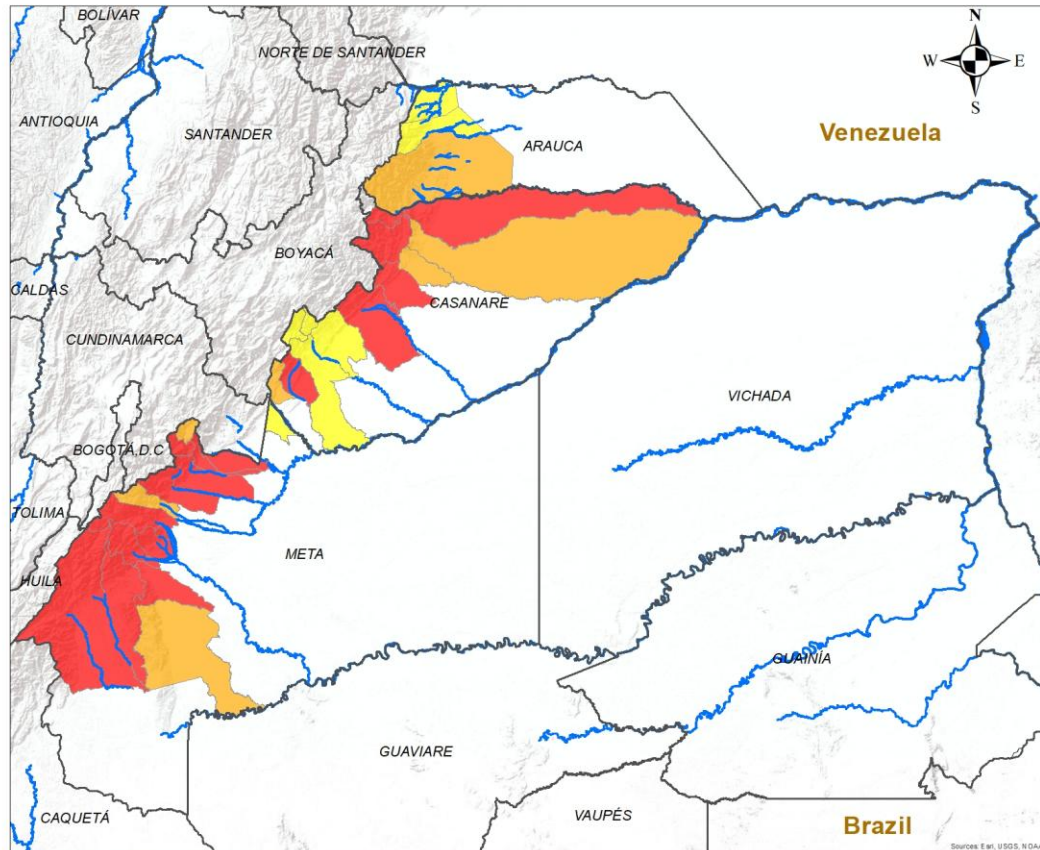 BOLÍVAR
N
NORTE DE SANTANDER
W
E
S
ANTIOQUIA
SANTANDER
Venezuela
ARAUCA
BOYACÁ
CALDAS
CASANARE
CUNDINAMARCA
VICHADA
BOGOTÁ,D.C
TOLIMA
META
HUILA
GUAINÍA
GUAVIARE
CAQUETÁ
VAUPÉS
Brazil
Sources: Esri, USGS, NOAA